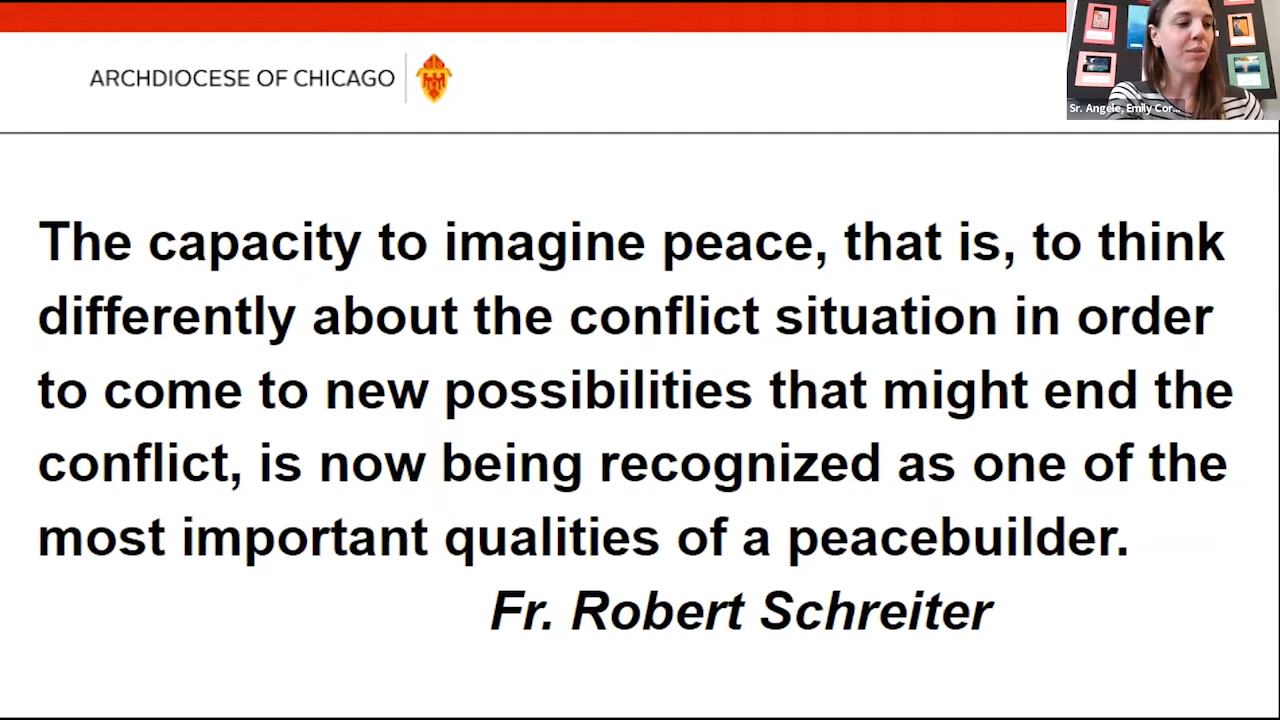 ARCHDIOCESE OF CHICAGO
Sr. Angele, Emily Cor...
The capacity to imagine peace, that is, to think
differently about the conflict situation in order
to come to new possibilities that might end the
conflict, is now being recognized as one of the
most important qualities of a peacebuilder.
Fr. Robert Schreiter